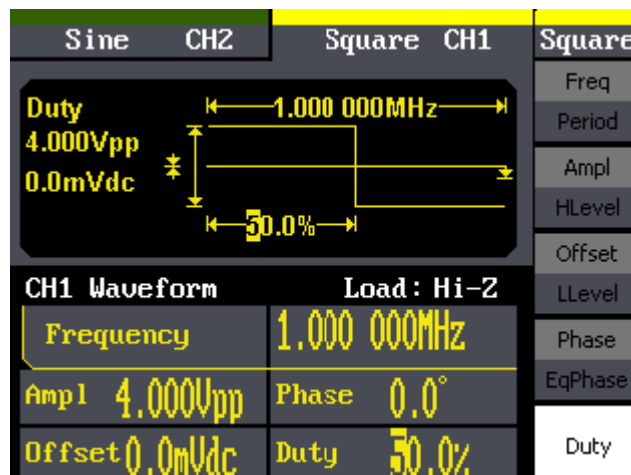 Sine CH2 Square CH1 Square
Duty 1.000 000MHz
4.000Vpp
0.0mVdc
50.0%
CH1 Waveform Load: Hi-Z
Frequency 1.000 000MHz
Ampl 4.000Vpp Phase 0.0°
Offset 0.0mVdc Duty 50.0%
Freq
Period
Ampl
HLevel
Offset
LLevel
Phase
EqPhase
Duty